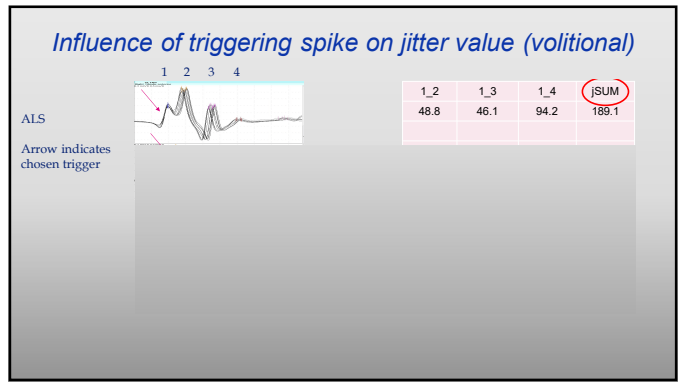 Influence of triggering spike on jitter value (volitional)
1 2 3 4
1_2 1_3 1_4 jSUM
48.8 46.1 94.2 189.1
ALS
Arrow indicates
chosen trigger